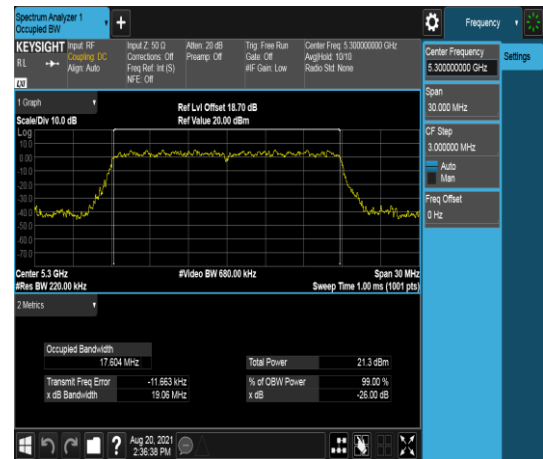 Spectrum Analyzer 1
Occupied BW
+
Frequency
KEYSIGHT
RL
LXI
Input: RF
Coupling: DC
Align: Auto
Input Z: 50 Ω
Corrections: Off
Freq Ref: Int (S)
NFE: Off
Atten: 20 dB
Preamp: Off
Trig: Free Run
Gate: Off
#IF Gain: Low
Center Freq: 5.300000000 GHz
Avg|Hold: 10/10
Radio Std: None
Center Frequency
5.300000000 GHz
Settings
Span
30.000 MHz
CF Step
3.000000 MHz
Auto
Man
Freq Offset
0 Hz
1 Graph
Scale/Div 10.0 dB
Ref Lvl Offset 18.70 dB
Ref Value 20.00 dBm
Log
10.0
0.00
-10.0
-20.0
-30.0
-40.0
-50.0
-60.0
-70.0
Center 5.3 GHz
#Res BW 220.00 kHz
#Video BW 680.00 kHz
Span 30 MHz
Sweep Time 1.00 ms (1001 pts)
2 Metrics
Occupied Bandwidth
17.604 MHz
Total Power 21.3 dBm
Transmit Freq Error -11.663 kHz
% of OBW Power 99.00 %
x dB Bandwidth 19.06 MHz
x dB -26.00 dB
?
Aug 20, 2021
2:36:38 PM